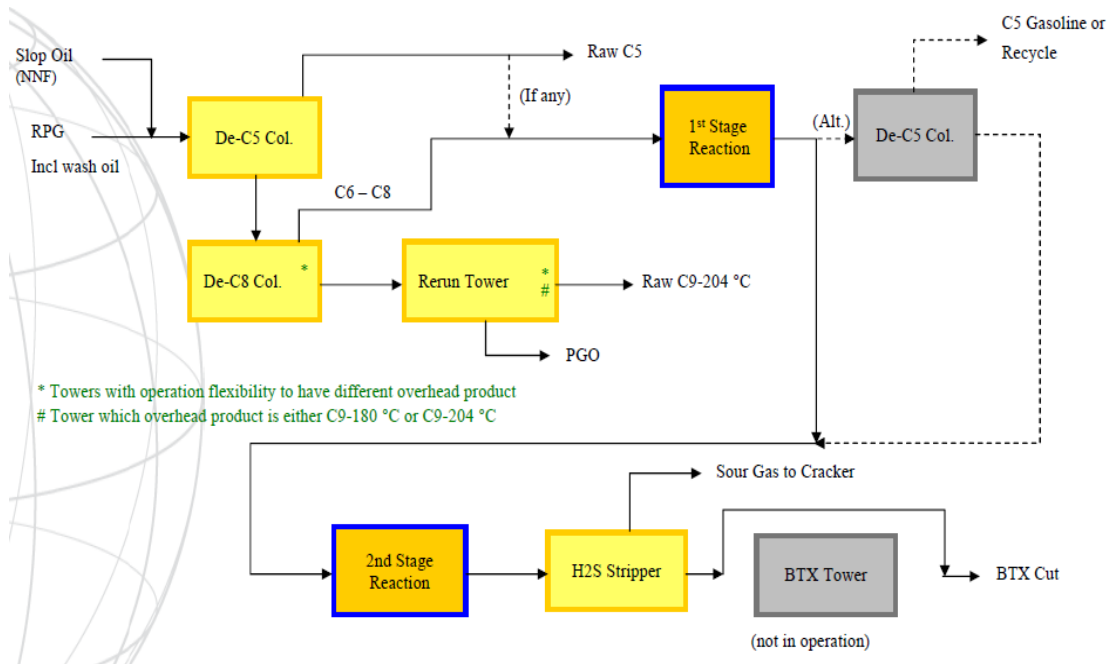 C5 Gasoline or
Recycle
Slop Oil
(NNF)
Raw C5
(If any)
RPG
Incl wash oil
De-C5 Col.
1st Stage
Reaction
(Alt.)
De-C5 Col.
C6 – C8
De-C8 Col.
*
Rerun Tower
*
#
Raw C9-204 °C
PGO
* Towers with operation flexibility to have different overhead product
# Tower which overhead product is either C9-180 °C or C9-204 °C
Sour Gas to Cracker
2nd Stage
Reaction
H2S Stripper
BTX Tower
BTX Cut
(not in operation)